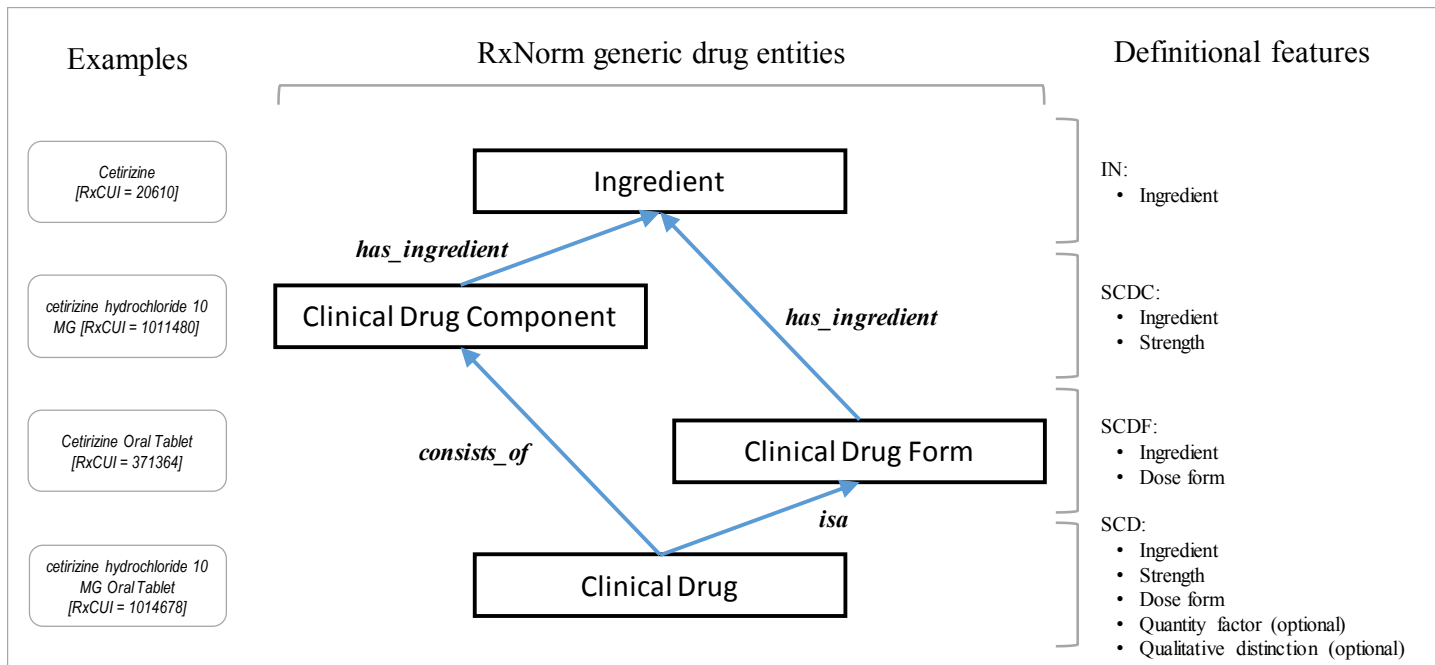 Examples
RxNorm generic drug entities
Definitional features
Cetirizine
[RxCUI = 20610]
Ingredient
IN:
• Ingredient
has_ingredient
cetirizine hydrochloride 10
MG [RxCUI = 1011480]
Clinical Drug Component
has_ingredient
SCDC:
• Ingredient
• Strength
Cetirizine Oral Tablet
[RxCUI = 371364]
consists_of
Clinical Drug Form
SCDF:
• Ingredient
• Dose form
isa
cetirizine hydrochloride 10
MG Oral Tablet
[RxCUI = 1014678]
Clinical Drug
SCD:
• Ingredient
• Strength
• Dose form
• Quantity factor (optional)
• Qualitative distinction (optional)